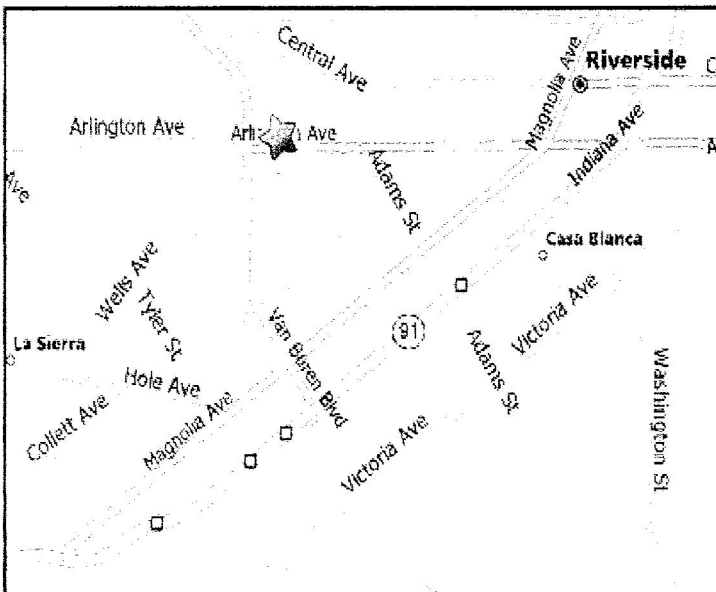 Central Ave
Magnolia Ave
Riverside
Arlington Ave
Ave
Indiana Ave
Adams St
Ave
Casa Blanca
Wells Ave
Tyler St
Victoria Ave
La Sierra
Van Buren Blvd
91
Adams St
Hole Ave
Washington St
Collett Ave
Magnolia Ave
Victoria Ave